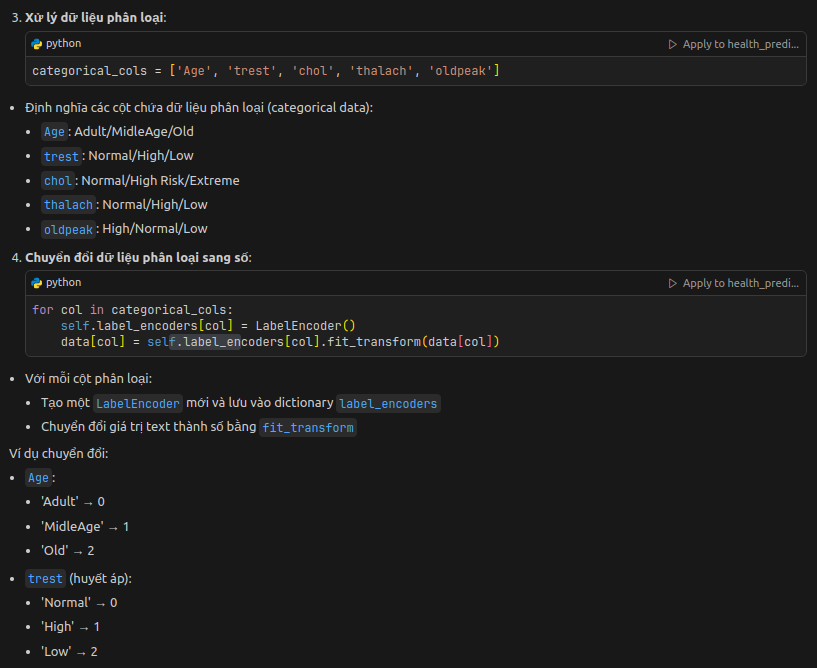 3. Xử lý dữ liệu phân loại:
python
Apply to health_predi...
categorical_cols = ['Age', 'trest', 'chol', 'thalach', 'oldpeak']
• Định nghĩa các cột chứa dữ liệu phân loại (categorical data):
• Age: Adult/MidleAge/Old
• trest: Normal/High/Low
• chol: Normal/High Risk/Extreme
• thalach: Normal/High/Low
• oldpeak: High/Normal/Low
4. Chuyển đổi dữ liệu phân loại sang số:
python
Apply to health_predi...
for col in categorical_cols:
    self.label_encoders[col] = LabelEncoder()
    data[col] = self.label_encoders[col].fit_transform(data[col])
• Với mỗi cột phân loại:
• Tạo một LabelEncoder mới và lưu vào dictionary label_encoders
• Chuyển đổi giá trị text thành số bằng fit_transform
Ví dụ chuyển đổi:
• Age:
• 'Adult' → 0
• 'MidleAge' → 1
• 'Old' → 2
• trest (huyết áp):
• 'Normal' → 0
• 'High' → 1
• 'Low' → 2